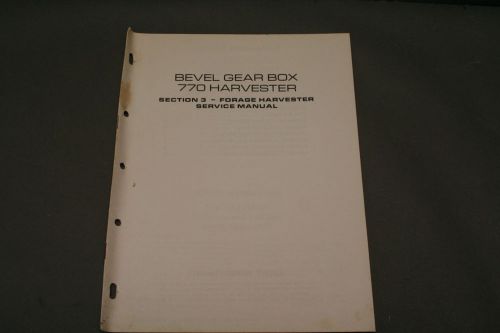 BEVEL GEAR BOX
770 HARVESTER
SECTION 3 - FORAGE HARVESTER
SERVICE MANUAL